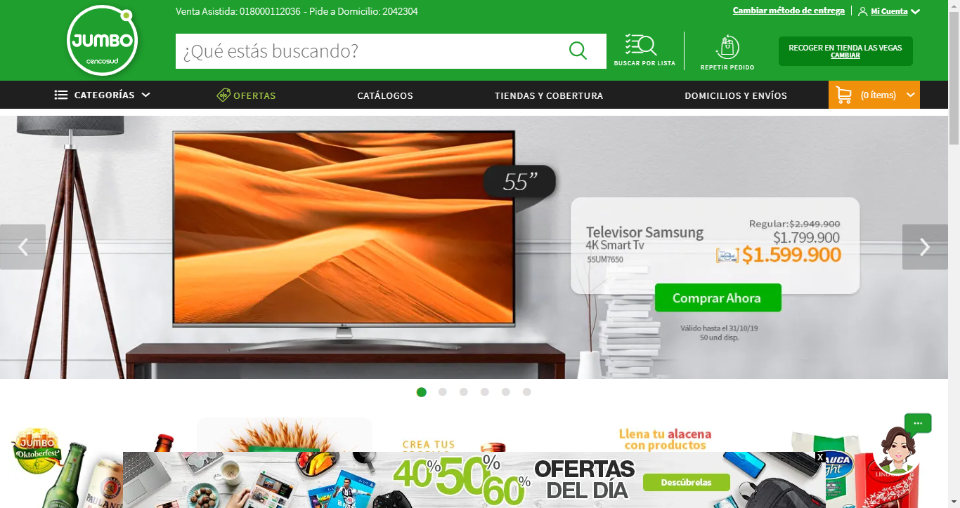 Venta Asistida: 018000112036 - Pide a Domicilio: 2042304
Cambiar método de entrega
Mi Cuenta
JUMBO
cencosud
¿Qué estás buscando?
BUSCAR POR LISTA
REPETIR PEDIDO
RECOGER EN TIENDA LAS VEGAS
CAMBIAR
CATEGORÍAS
OFERTAS
CATÁLOGOS
TIENDAS Y COBERTURA
DOMICILIOS Y ENVÍOS
(0 ítems)
55”
Televisor Samsung
4K Smart Tv
55UM7650
Regular:$2.949.900
$1.799.900
$1.599.900
Comprar Ahora
Válido hasta el 31/10/19
50 und disp.
JUMBO
Oktoberfest
CREA TUS
Llena tu alacena
con productos
40% 50% 60%
OFERTAS
DEL DÍA
Descúbrelas
X